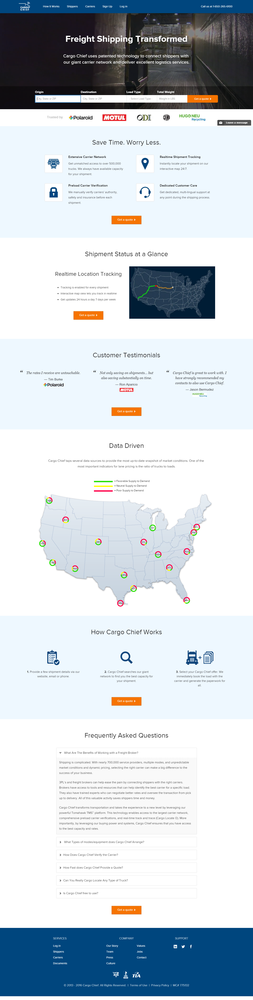 CARGO CHIEF
How It Works Shippers Carriers Sign Up Log in Call us at 1-650-265-6100
Freight Shipping Transformed
Cargo Chief uses patented technology to connect shippers with
our giant carrier network and deliver excellent logistics services.
Origin Destination Load Type Total Weight
City, State or ZIP City, State or ZIP - Select Load Type - Weight in LBS Get a quote
Trusted by Polaroid MOTUL ODI HUGO NEU Recycling
Leave a message
Save Time. Worry Less.
Extensive Carrier Network
Get unmatched access to over 500,000
trucks. We always have available capacity
for your shipment.
Realtime Shipment Tracking
Instantly locate your shipment on our
interactive map 24/7.
Preload Carrier Verification
We manually verify carriers' authority,
safety and insurance before each
shipment.
Dedicated Customer Care
Get dedicated, multi-lingual support at
any point during the shipping process.
Get a quote
Shipment Status at a Glance
Realtime Location Tracking
• Tracking is enabled for every shipment
• Interactive map view lets you track in realtime
• Get updates 24 hours a day 7 days per week
Get a quote
Customer Testimonials
“ The rates I receive are untouchable.
— Tim Burke
Polaroid
“ Not only saving on shipments... but
also saving substantially on time.
— Ron Aparicio
MOTUL
“ Cargo Chief is great to work with. I
have strongly recommended my
contacts to also use Cargo Chief.
— Jason Bermudez
HUGO NEU
Recycling
Get a quote
Data Driven
Cargo Chief taps several data sources to provide the most up-to-date snapshot of market conditions. One of the
most important indicators for lane pricing is the ratio of trucks to loads.
= Favorable Supply to Demand
= Neutral Supply to Demand
= Poor Supply to Demand
SEA
BOI
CHI
NYC
PHI
SFO
DEN
STL
RLG
NSH
LAX
PHX
ATL
DFW
HOU
MIA
How Cargo Chief Works
1. Provide a few shipment details via our
website, email or phone.
2. Cargo Chief searches our giant
network to find you the best capacity for
your shipment.
3. Select your Cargo Chief offer. We
immediately book the load with the
carrier and generate the paperwork for
all.
Get a quote
Frequently Asked Questions
What Are The Benefits of Working with a Freight Broker?
Shipping is complicated. With nearly 700,000 service providers, multiple modes, and unpredictable
market conditions and dynamic pricing, selecting the right carrier can make a big difference to the
success of your business.
3PL's and freight brokers can help ease the pain by connecting shippers with the right carriers.
Brokers have access to tools and resources that can help identify the best carrier for a specific load.
They also have trained experts who can negotiate better rates and oversee the transaction from pick
up to delivery. All of this valuable activity saves shippers time and money.
Cargo Chief transforms transportation and takes the experience to a new level by leveraging our
powerful Tomahawk TMS™ platform. This technology enables access to the largest carrier network,
comprehensive preload carrier verifications, and real-time track and trace (Cargo Locate ©). More
importantly, by leveraging our buying power and systems, Cargo Chief ensures that you have access
to the best capacity and rates.
What Types of modes/equipment does Cargo Chief Arrange?
How Does Cargo Chief Verify the Carrier?
How Fast does Cargo Chief Provide a Quote?
Can You Really Cargo Locate Any Type of Truck?
Is Cargo Chief free to use?
Get a quote
SERVICES
Log in
Shippers
Carriers
Documents
COMPANY
Our Story Values
Team Jobs
Press Contact
Culture
SUPPORT
ATA TIA
© 2013 - 2016 Cargo Chief. All Rights Reserved. | Terms of Use | Privacy Policy | MC# 775132